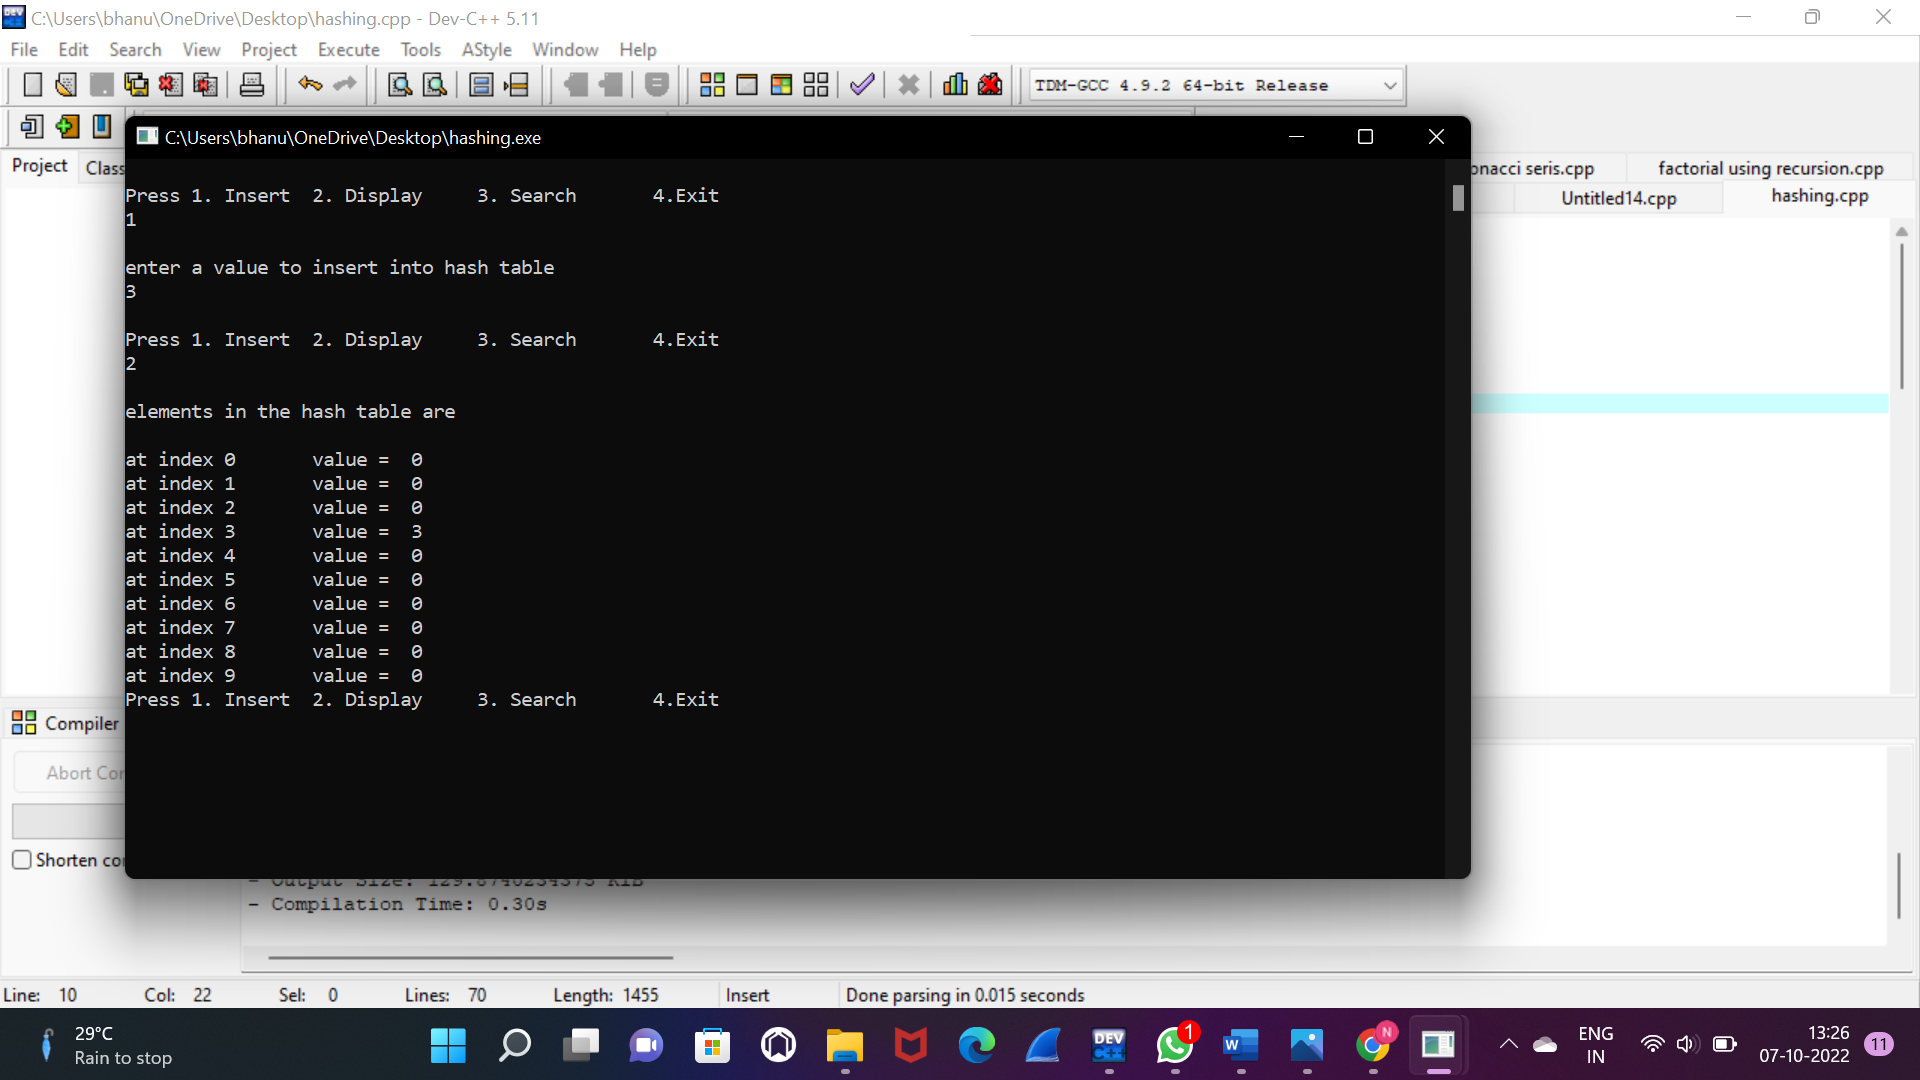 C:\Users\bhanu\OneDrive\Desktop\hashing.cpp - Dev-C++ 5.11
File Edit Search View Project Execute Tools AStyle Window Help
TDM-GCC 4.9.2 64-bit Release
C:\Users\bhanu\OneDrive\Desktop\hashing.exe
Project Class
onacci seris.cpp factorial using recursion.cpp
Untitled14.cpp hashing.cpp
Press 1. Insert 2. Display 3. Search 4.Exit
1
enter a value to insert into hash table
3
Press 1. Insert 2. Display 3. Search 4.Exit
2
elements in the hash table are
at index 0 value = 0
at index 1 value = 0
at index 2 value = 0
at index 3 value = 3
at index 4 value = 0
at index 5 value = 0
at index 6 value = 0
at index 7 value = 0
at index 8 value = 0
at index 9 value = 0
Press 1. Insert 2. Display 3. Search 4.Exit
Compiler
Abort Con
Shorten con
- Output Size: 129.8740234375 KiB
- Compilation Time: 0.30s
Line: 10 Col: 22 Sel: 0 Lines: 70 Length: 1455 Insert Done parsing in 0.015 seconds
29°C
Rain to stop
DEV C++
1
W
N
ENG
IN
13:26
07-10-2022
11